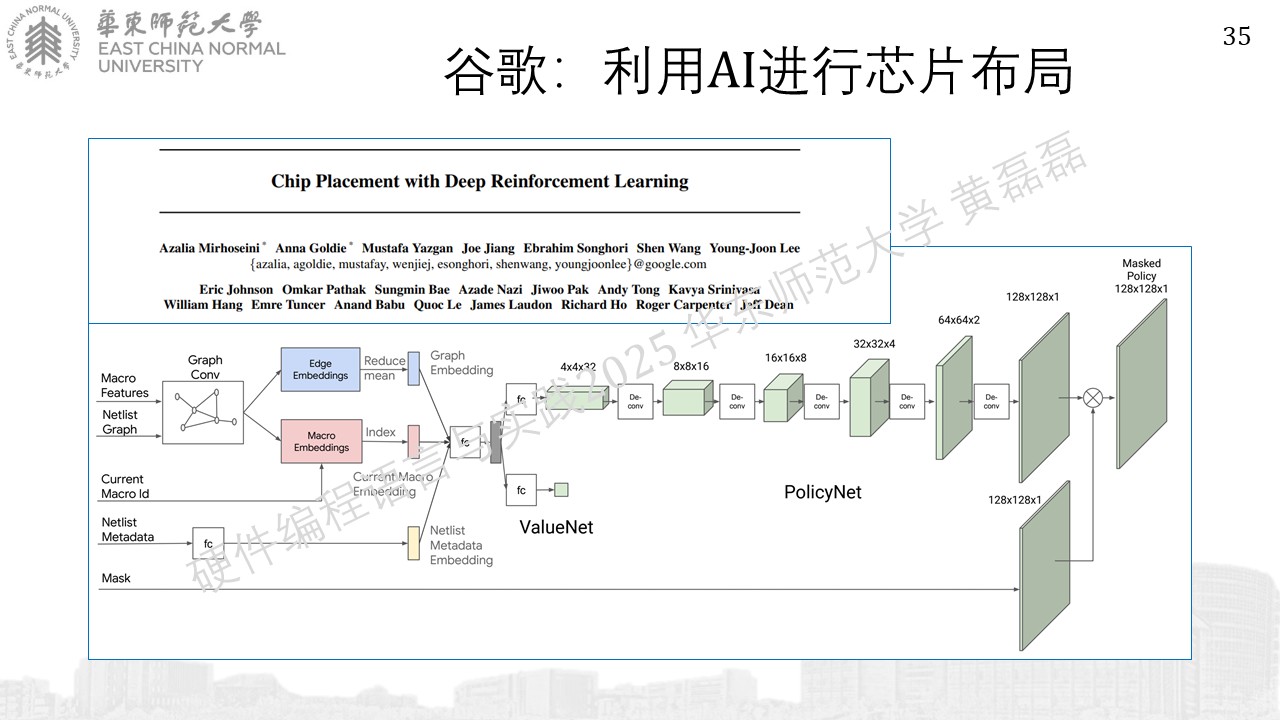 華東師範大學
EAST CHINA NORMAL
UNIVERSITY
EAST CHINA NORMAL UNIVERSITY
華東師範大學
谷歌：利用AI进行芯片布局
35
Chip Placement with Deep Reinforcement Learning
Azalia Mirhoseini* Anna Goldie* Mustafa Yazgan Joe Jiang Ebrahim Songhori Shen Wang Young-Joon Lee
{azalia, agoldie, mustafay, wenjiej, esonghori, shenwang, youngjoonlee}@google.com
Eric Johnson Omkar Pathak Sungmin Bae Azade Nazi Jiwoo Pak Andy Tong Kavya Srinivasa
William Hang Emre Tuncer Anand Babu Quoc Le James Laudon Richard Ho Roger Carpenter Jeff Dean
Macro
Features
Netlist
Graph
Current
Macro Id
Netlist
Metadata
Mask
Graph
Conv
Edge
Embeddings
Macro
Embeddings
fc
Reduce
mean
Index
Graph
Embedding
Current Macro
Embedding
Netlist
Metadata
Embedding
fc
fc
fc
ValueNet
4x4x32
De-
conv
8x8x16
De-
conv
16x16x8
De-
conv
32x32x4
De-
conv
64x64x2
De-
conv
128x128x1
PolicyNet
128x128x1
Masked
Policy
128x128x1
硬件编程语言与实践2025 华东师范大学 黄磊磊